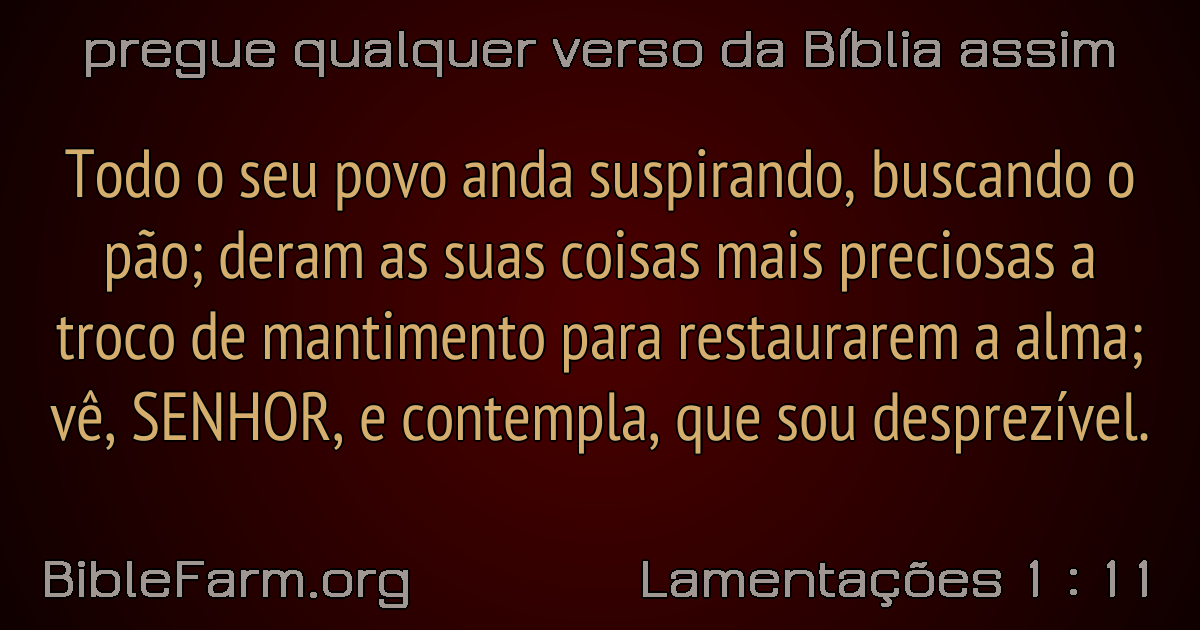 pregue qualquer verso da Bíblia assim
Todo o seu povo anda suspirando, buscando o
pão; deram as suas coisas mais preciosas a
troco de mantimento para restaurarem a alma;
vê, SENHOR, e contempla, que sou desprezível.
BibleFarm.org
Lamentações 1 : 11